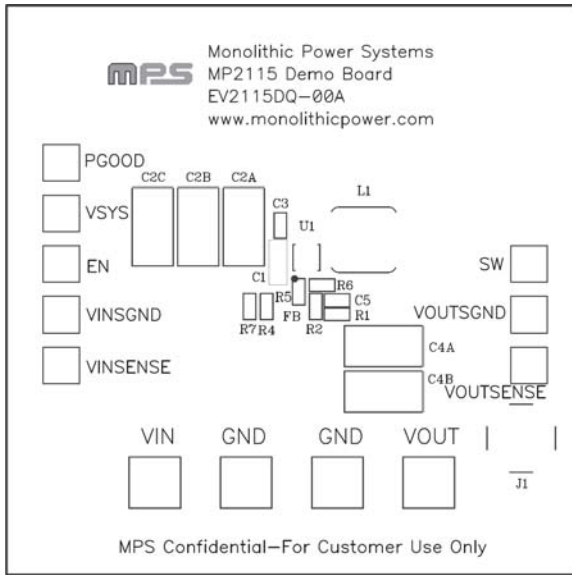 mps
Monolithic Power Systems
MP2115 Demo Board
EV2115DQ-00A
www.monolithicpower.com
PGOOD
C2C C2B C2A
L1
C3
VSYS
U1
EN
SW
C1
R6
R5
C5
VINSGND
VOUTSGND
FB
R7 R4 R2 R1
C4A
VINSENSE
C4B
VOUTSENSE
VIN GND GND VOUT
J1
MPS Confidential-For Customer Use Only